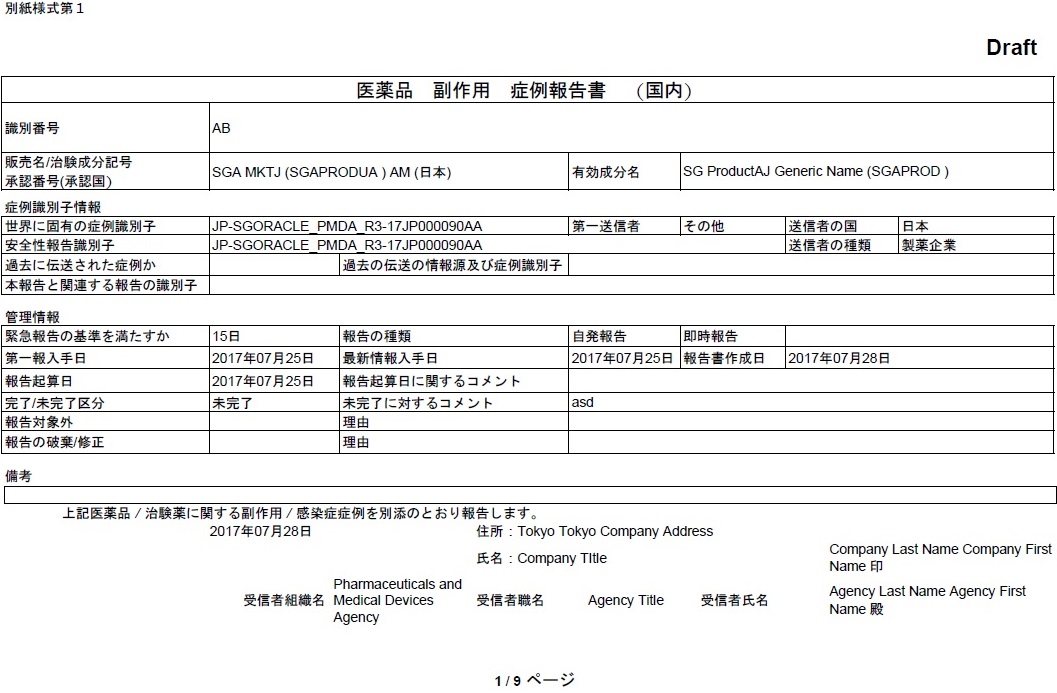 別紙様式第１
Draft
医薬品　副作用　症例報告書　（国内）
識別番号 AB
販売名/治験成分記号
承認番号(承認国) SGA MKTJ (SGAPRODUA ) AM (日本) 有効成分名 SG ProductAJ Generic Name (SGAPROD )
症例識別子情報
世界に固有の症例識別子 JP-SGORACLE_PMDA_R3-17JP000090AA 第一送信者 その他 送信者の国 日本
安全性報告識別子 JP-SGORACLE_PMDA_R3-17JP000090AA 送信者の種類 製薬企業
過去に伝送された症例か 過去の伝送の情報源及び症例識別子
本報告と関連する報告の識別子
管理情報
緊急報告の基準を満たすか 15日 報告の種類 自発報告 即時報告
第一報入手日 2017年07月25日 最新情報入手日 2017年07月25日 報告書作成日 2017年07月28日
報告起算日 2017年07月25日 報告起算日に関するコメント
完了/未完了区分 未完了 未完了に対するコメント asd
報告対象外 理由
報告の破棄/修正 理由
備考
上記医薬品 / 治験薬に関する副作用 / 感染症症例を別添のとおり報告します。
2017年07月28日 住所 : Tokyo Tokyo Company Address
氏名 : Company TItle Company Last Name Company First
Name 印
受信者組織名 Pharmaceuticals and
Medical Devices
Agency
受信者職名 Agency Title 受信者氏名 Agency Last Name Agency First
Name 殿
1 / 9 ページ